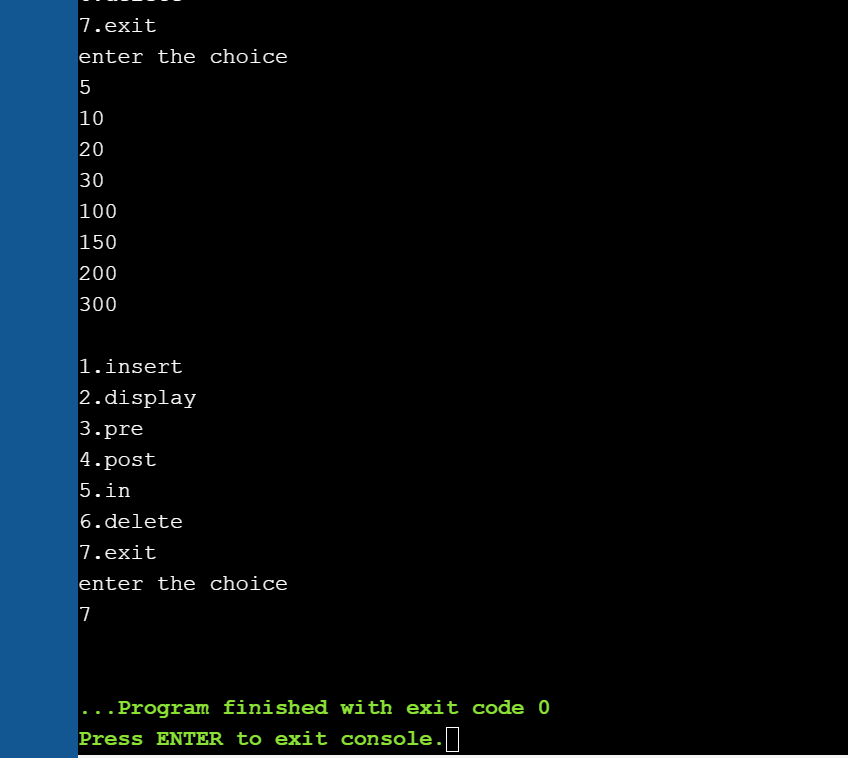 7.exit
enter the choice
5
10
20
30
100
150
200
300
1.insert
2.display
3.pre
4.post
5.in
6.delete
7.exit
enter the choice
7
...Program finished with exit code 0
Press ENTER to exit console.